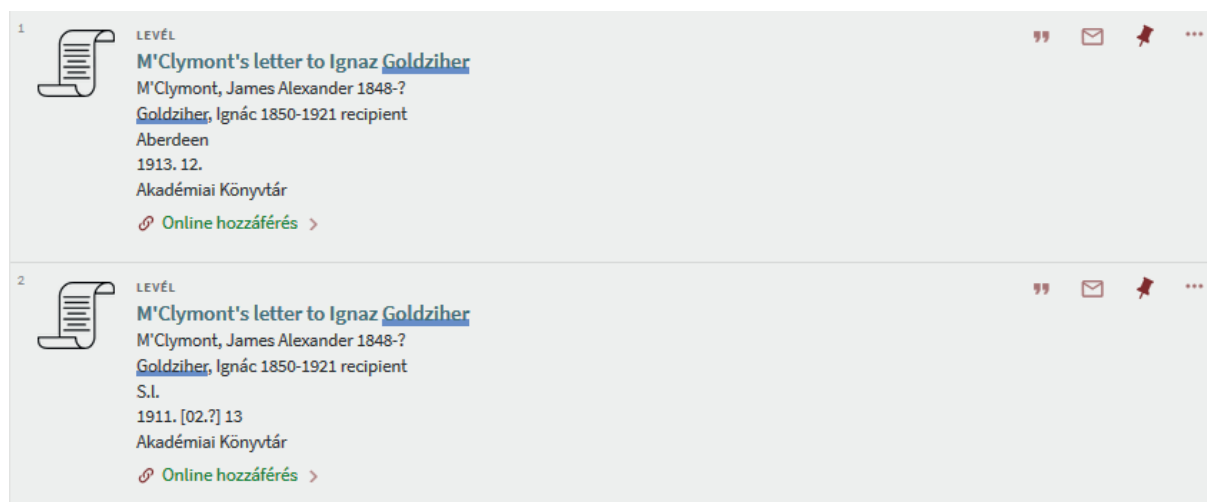 1
LEVÉL
M'Clymont's letter to Ignaz Goldziher
M'Clymont, James Alexander 1848-?
Goldziher, Ignác 1850-1921 recipient
Aberdeen
1913. 12.
Akadémiai Könyvtár
Online hozzáférés
2
LEVÉL
M'Clymont's letter to Ignaz Goldziher
M'Clymont, James Alexander 1848-?
Goldziher, Ignác 1850-1921 recipient
S.l.
1911. [02.?] 13
Akadémiai Könyvtár
Online hozzáférés